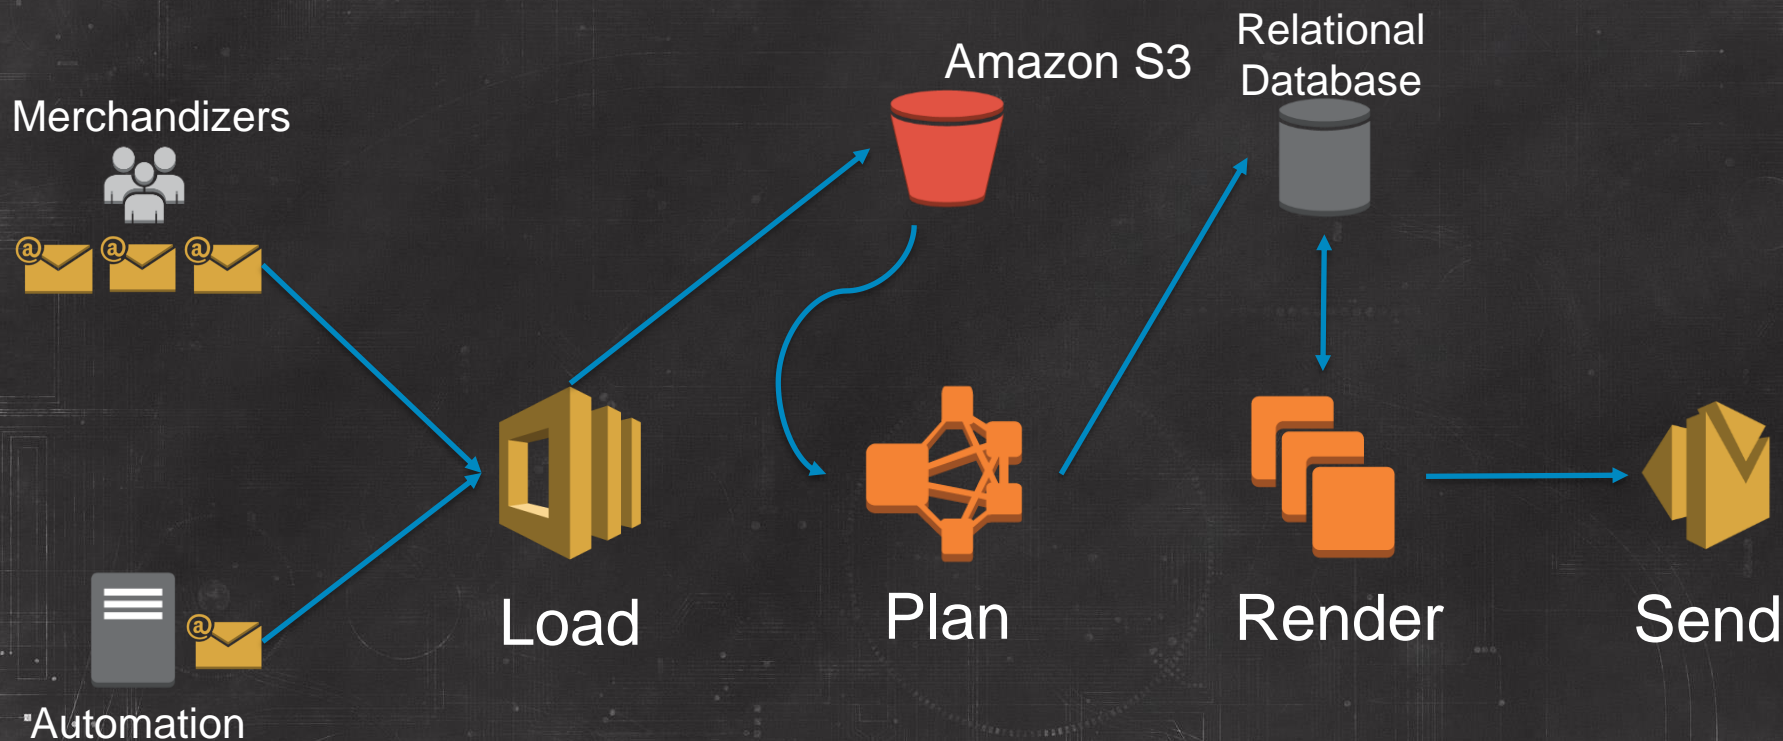 Merchandizers
Amazon S3
Relational
Database
@
@
@
Load
Plan
Render
Send
@
Automation